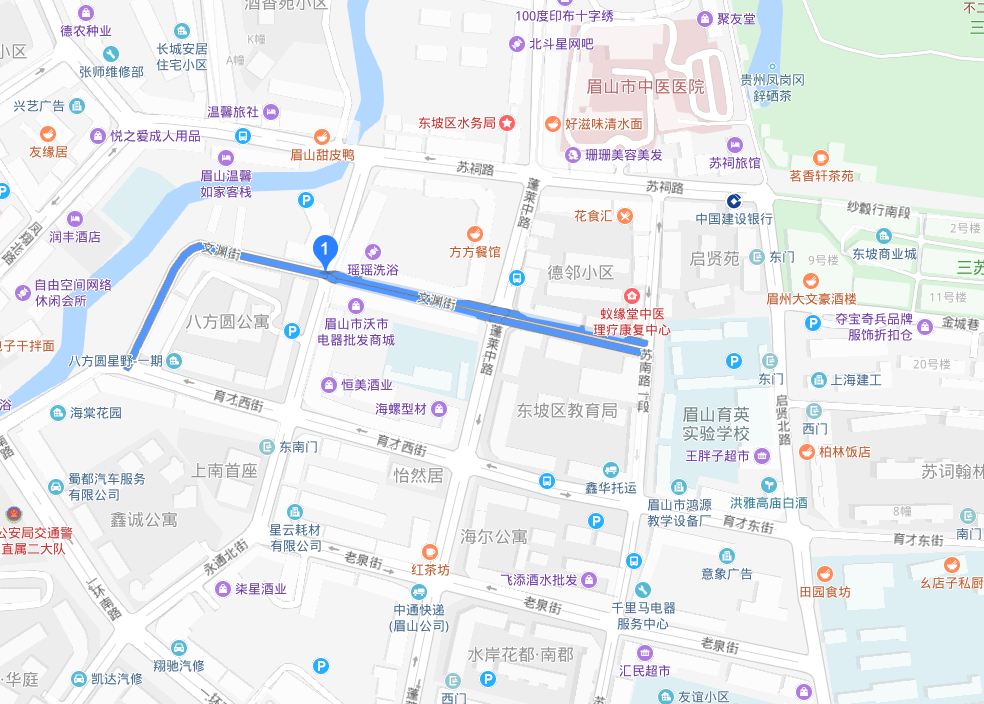 酒香苑小区
100度印布十字绣
聚友堂
不二
三
德农种业
长城安居
住宅小区
K幢
A幢
北斗星网吧
小区
张师维修部
贵州凤岗冈
鋅硒茶
眉山市中医医院
兴艺广告
温馨旅社
东坡区水务局
好滋味清水面
悦之爱成人用品
友缘居
眉山甜皮鸭
珊珊美容美发
苏祠旅馆
苏祠路
茗香轩茶苑
眉山温馨
如家客栈
苏祠路
蓬莱中路
中国建设银行
纱縠行南段
花食汇
2号楼
润丰酒店
凤翔北路
文渊街
1
瑶瑶洗浴
方方餐馆
德邻小区
启贤苑
东门
东坡商业城
9号楼
三苏
自由空间网络
休闲会所
文渊街
眉州大文豪酒楼
11号楼
八方圆公寓
眉山市沃市
电器批发商城
蚁缘堂中医
理疗康复中心
夺宝奇兵品牌
服饰折扣仓
金城巷
子干拌面
蓬莱中路
八方圆星野·一期
苏南路一段
东门
20号楼
恒美酒业
上海建工
浴
海棠花园
育才西街
海螺型材
东坡区教育局
眉山育英
实验学校
启贤北路
西门
东南门
育才西街
王胖子超市
柏林饭店
上南首座
怡然居
苏词翰林
蜀都汽车服务
有限公司
鑫华托运
眉山市鸿源
教学设备厂
洪雅高庙白酒
公安局交通警
直属二大队
鑫诚公寓
星云耗材
有限公司
海尔公寓
8幢
育才东街
育才东街
南门
永通北街
老泉街
红茶坊
飞添酒水批发
意象广告
柒星酒业
田园食坊
幺店子私厨
一环南路
中通快递
(眉山公司)
老泉街
千里马电器
服务中心
老泉街
翔驰汽修
水岸花都·南郡
汇民超市
华庭
凯达汽修
西门
友谊小区